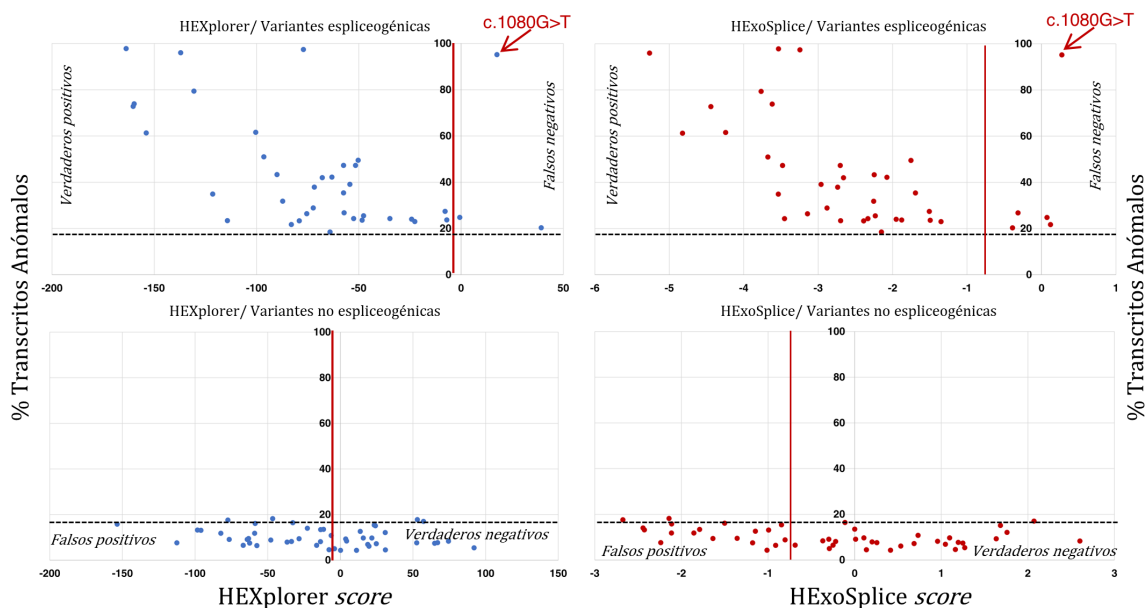 HEXplorer/ Variantes espliceogénicas
c.1080G>T
100
80
60
40
20
0
-200
-150
-100
-50
0
50
Verdaderos positivos
Falsos negativos
HExoSplice/ Variantes espliceogénicas
c.1080G>T
100
80
60
40
20
0
-6
-5
-4
-3
-2
-1
0
1
Verdaderos positivos
Falsos negativos
% Transcritos Anómalos
% Transcritos Anómalos
HEXplorer/ Variantes no espliceogénicas
100
80
60
40
20
0
-200
-150
-100
-50
0
50
100
150
Falsos positivos
Verdaderos negativos
HEXplorer score
HExoSplice/ Variantes no espliceogénicas
100
80
60
40
20
0
-3
-2
-1
0
1
2
3
Falsos positivos
Verdaderos negativos
HExoSplice score